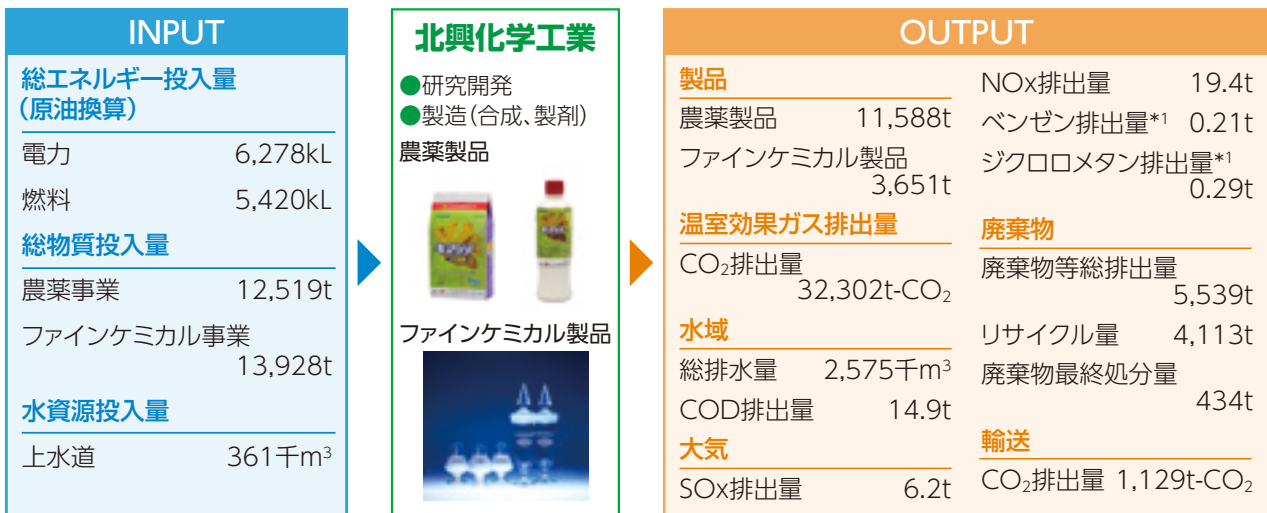 INPUT
総エネルギー投入量
(原油換算)
電力 6,278kL
燃料 5,420kL
総物質投入量
農薬事業 12,519t
ファインケミカル事業
13,928t
水資源投入量
上水道 361千m³
北興化学工業
●研究開発
●製造(合成、製剤)
農薬製品
ファインケミカル製品
OUTPUT
製品
農薬製品 11,588t
ファインケミカル製品
3,651t
温室効果ガス排出量
CO₂排出量
32,302t-CO₂
水域
総排水量 2,575千m³
COD排出量 14.9t
大気
SOx排出量 6.2t
NOx排出量 19.4t
ベンゼン排出量*1 0.21t
ジクロロメタン排出量*1
0.29t
廃棄物
廃棄物等総排出量
5,539t
リサイクル量 4,113t
廃棄物最終処分量
434t
輸送
CO₂排出量 1,129t-CO₂